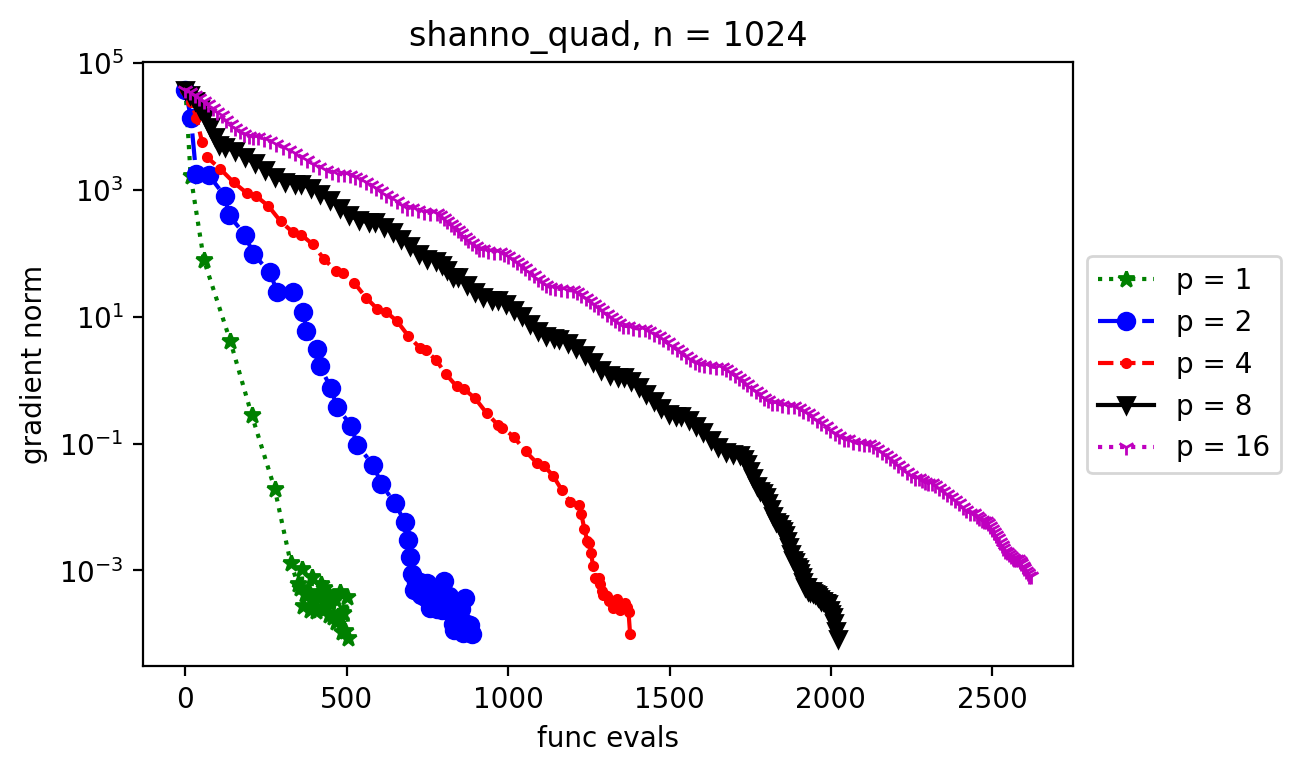 shanno_quad, n = 1024
gradient norm
10^5
10^3
10^1
10^−1
10^−3
0 500 1000 1500 2000 2500
func evals
p = 1
p = 2
p = 4
p = 8
p = 16